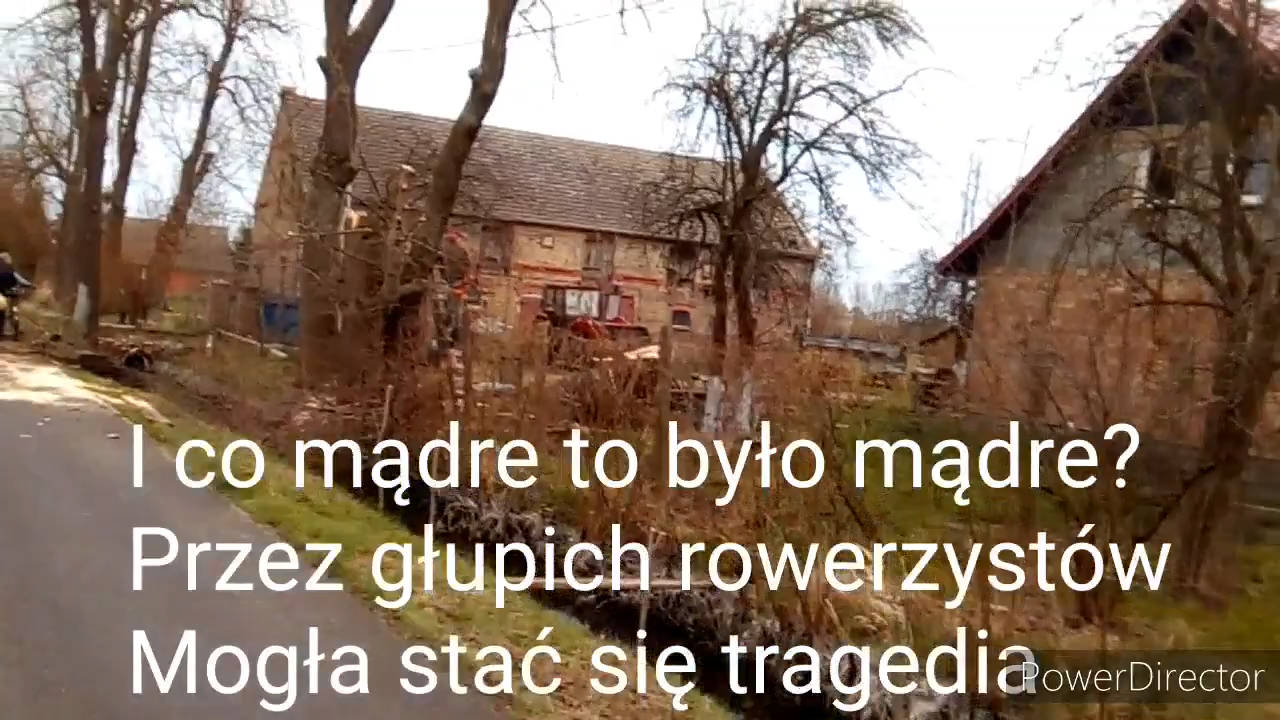 I co mądre to było mądre?
Przez głupich rowerzystów
Mogła stać się tragedia
PowerDirector